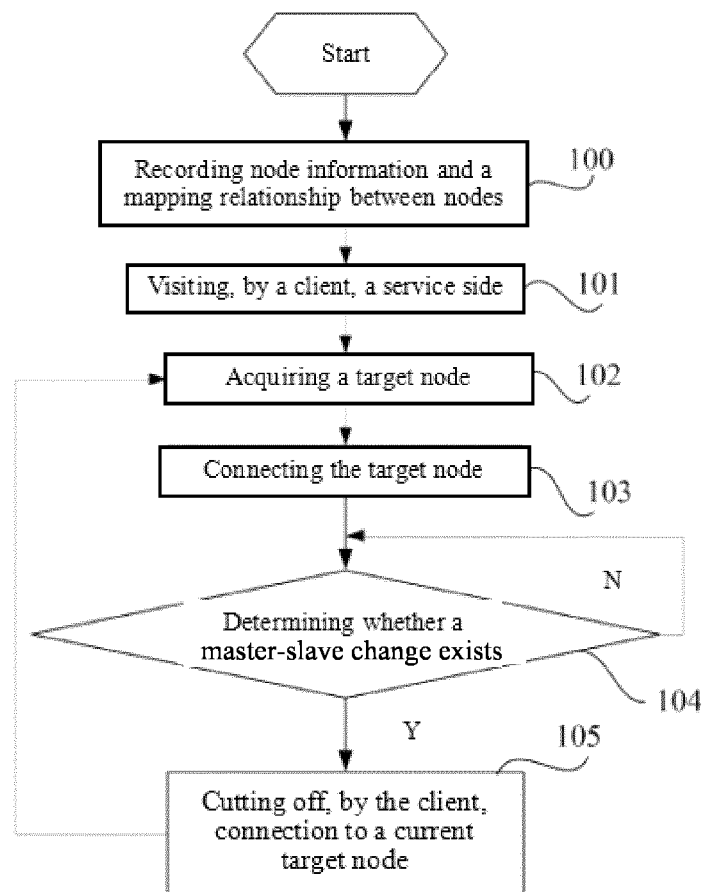 Start
Recording node information and a
mapping relationship between nodes
100
Visiting, by a client, a service side
101
Acquiring a target node
102
Connecting the target node
103
N
Determining whether a
master-slave change exists
104
Y
105
Cutting off, by the client,
connection to a current
target node